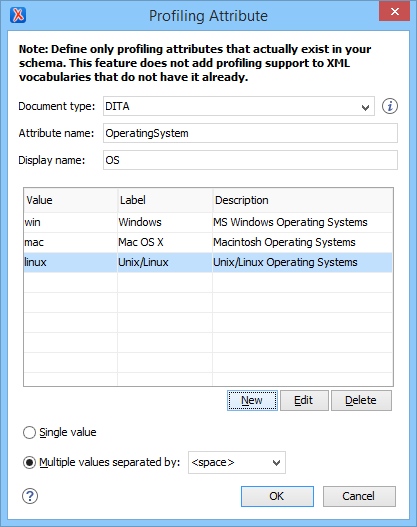 Profiling Attribute
Note: Define only profiling attributes that actually exist in your
schema. This feature does not add profiling support to XML
vocabularies that do not have it already.
Document type: DITA
Attribute name: OperatingSystem
Display name: OS
Value Label Description
win Windows MS Windows Operating Systems
mac Mac OS X Macintosh Operating Systems
linux Unix/Linux Unix/Linux Operating Systems
New Edit Delete
Single value
Multiple values separated by: <space>
OK Cancel